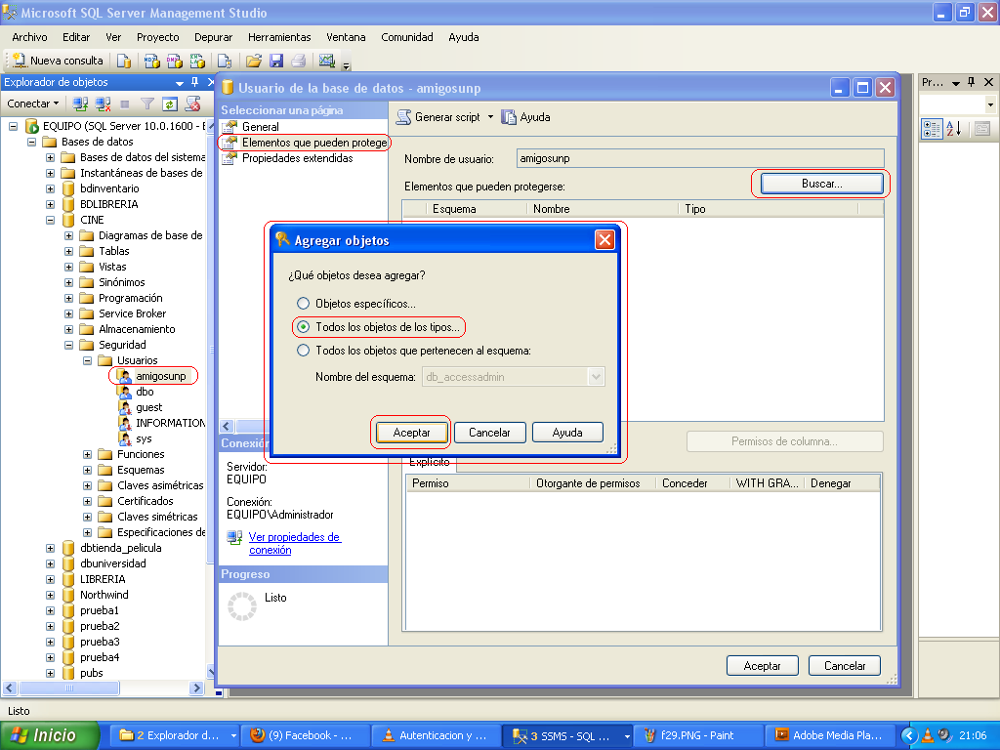 Microsoft SQL Server Management Studio
Archivo Editar Ver Proyecto Depurar Herramientas Ventana Comunidad Ayuda
Nueva consulta
Explorador de objetos
Conectar
EQUIPO (SQL Server 10.0.1600 - E
Bases de datos
Bases de datos del sistema
Instantáneas de bases de
bdinventario
BDLIBRERIA
CINE
Diagramas de base de
Tablas
Vistas
Sinónimos
Programación
Service Broker
Almacenamiento
Seguridad
Usuarios
amigosunp
dbo
guest
INFORMATION
sys
Funciones
Esquemas
Claves asimétricas
Certificados
Claves simétricas
Especificaciones de
dbtienda_pelicula
dbuniversidad
LIBRERIA
Northwind
prueba1
prueba2
prueba3
prueba4
pubs
Usuario de la base de datos - amigosunp
Seleccionar una página
General
Elementos que pueden protege
Propiedades extendidas
Generar script Ayuda
Nombre de usuario: amigosunp
Elementos que pueden protegerse:
Buscar...
Esquema Nombre Tipo
Agregar objetos
¿Qué objetos desea agregar?
Objetos específicos...
Todos los objetos de los tipos...
Todos los objetos que pertenecen al esquema:
Nombre del esquema: db_accessadmin
Aceptar Cancelar Ayuda
Conexión
Servidor:
EQUIPO
Conexión:
EQUIPO\Administrador
Ver propiedades de
conexión
Progreso
Listo
Permisos de columna...
Explícito
Permiso Otorgante de permisos Conceder WITH GRA... Denegar
Aceptar Cancelar
Pr...
Listo
Inicio
2 Explorador d...
(9) Facebook - ...
Autenticacion y ...
3 SSMS - SQL ...
f29.PNG - Paint
Adobe Media Pla...
21:06